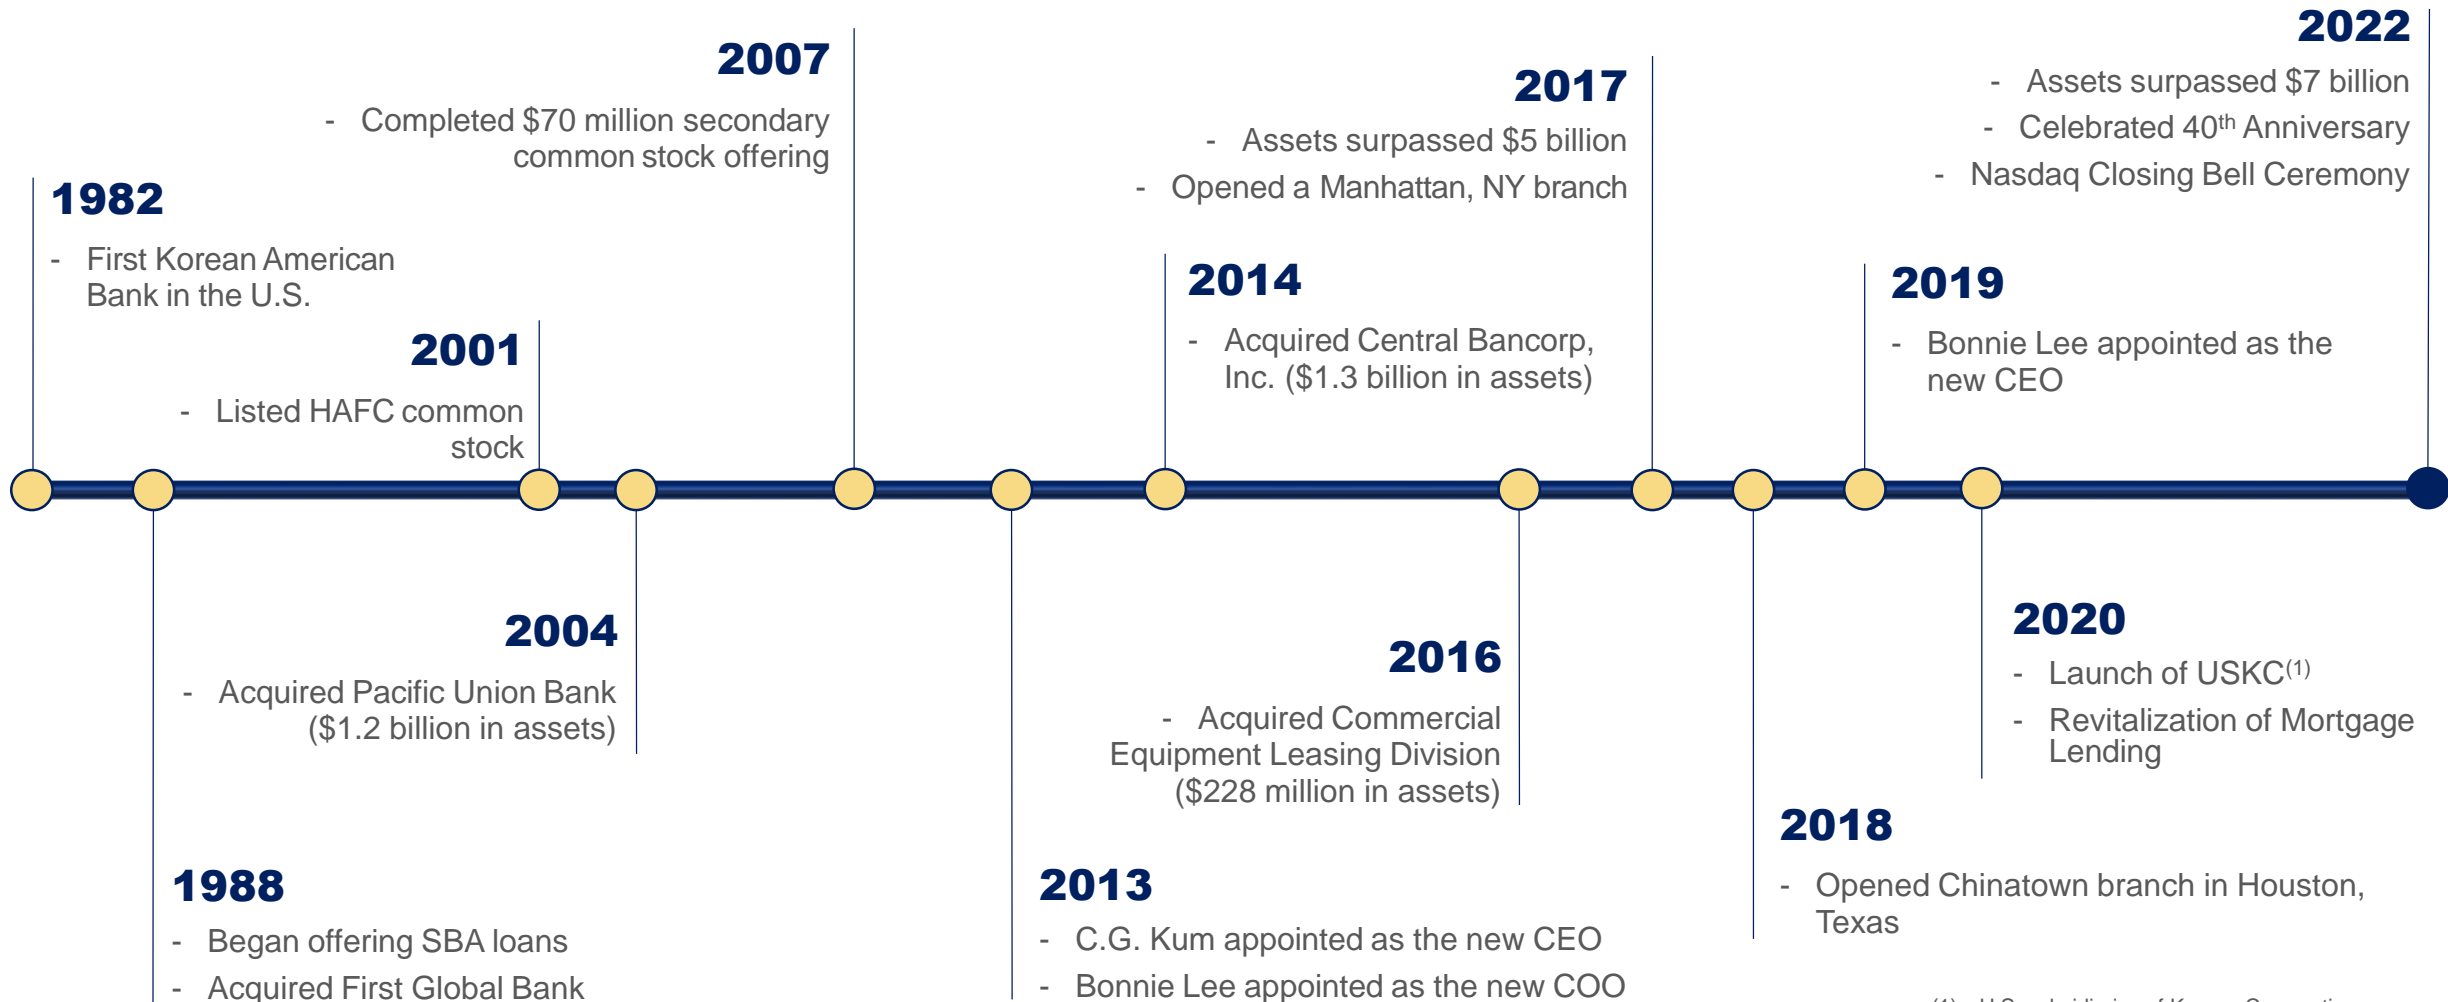 1982
- First Korean American
Bank in the U.S.
1988
- Began offering SBA loans
- Acquired First Global Bank
2001
- Listed HAFC common
stock
2004
- Acquired Pacific Union Bank
($1.2 billion in assets)
2007
- Completed $70 million secondary
common stock offering
2013
- C.G. Kum appointed as the new CEO
- Bonnie Lee appointed as the new COO
2014
- Acquired Central Bancorp,
Inc. ($1.3 billion in assets)
2016
- Acquired Commercial
Equipment Leasing Division
($228 million in assets)
2017
- Assets surpassed $5 billion
- Opened a Manhattan, NY branch
2018
- Opened Chinatown branch in Houston,
Texas
2019
- Bonnie Lee appointed as the
new CEO
2020
- Launch of USKC(1)
- Revitalization of Mortgage
Lending
2022
- Assets surpassed $7 billion
- Celebrated 40th Anniversary
- Nasdaq Closing Bell Ceremony